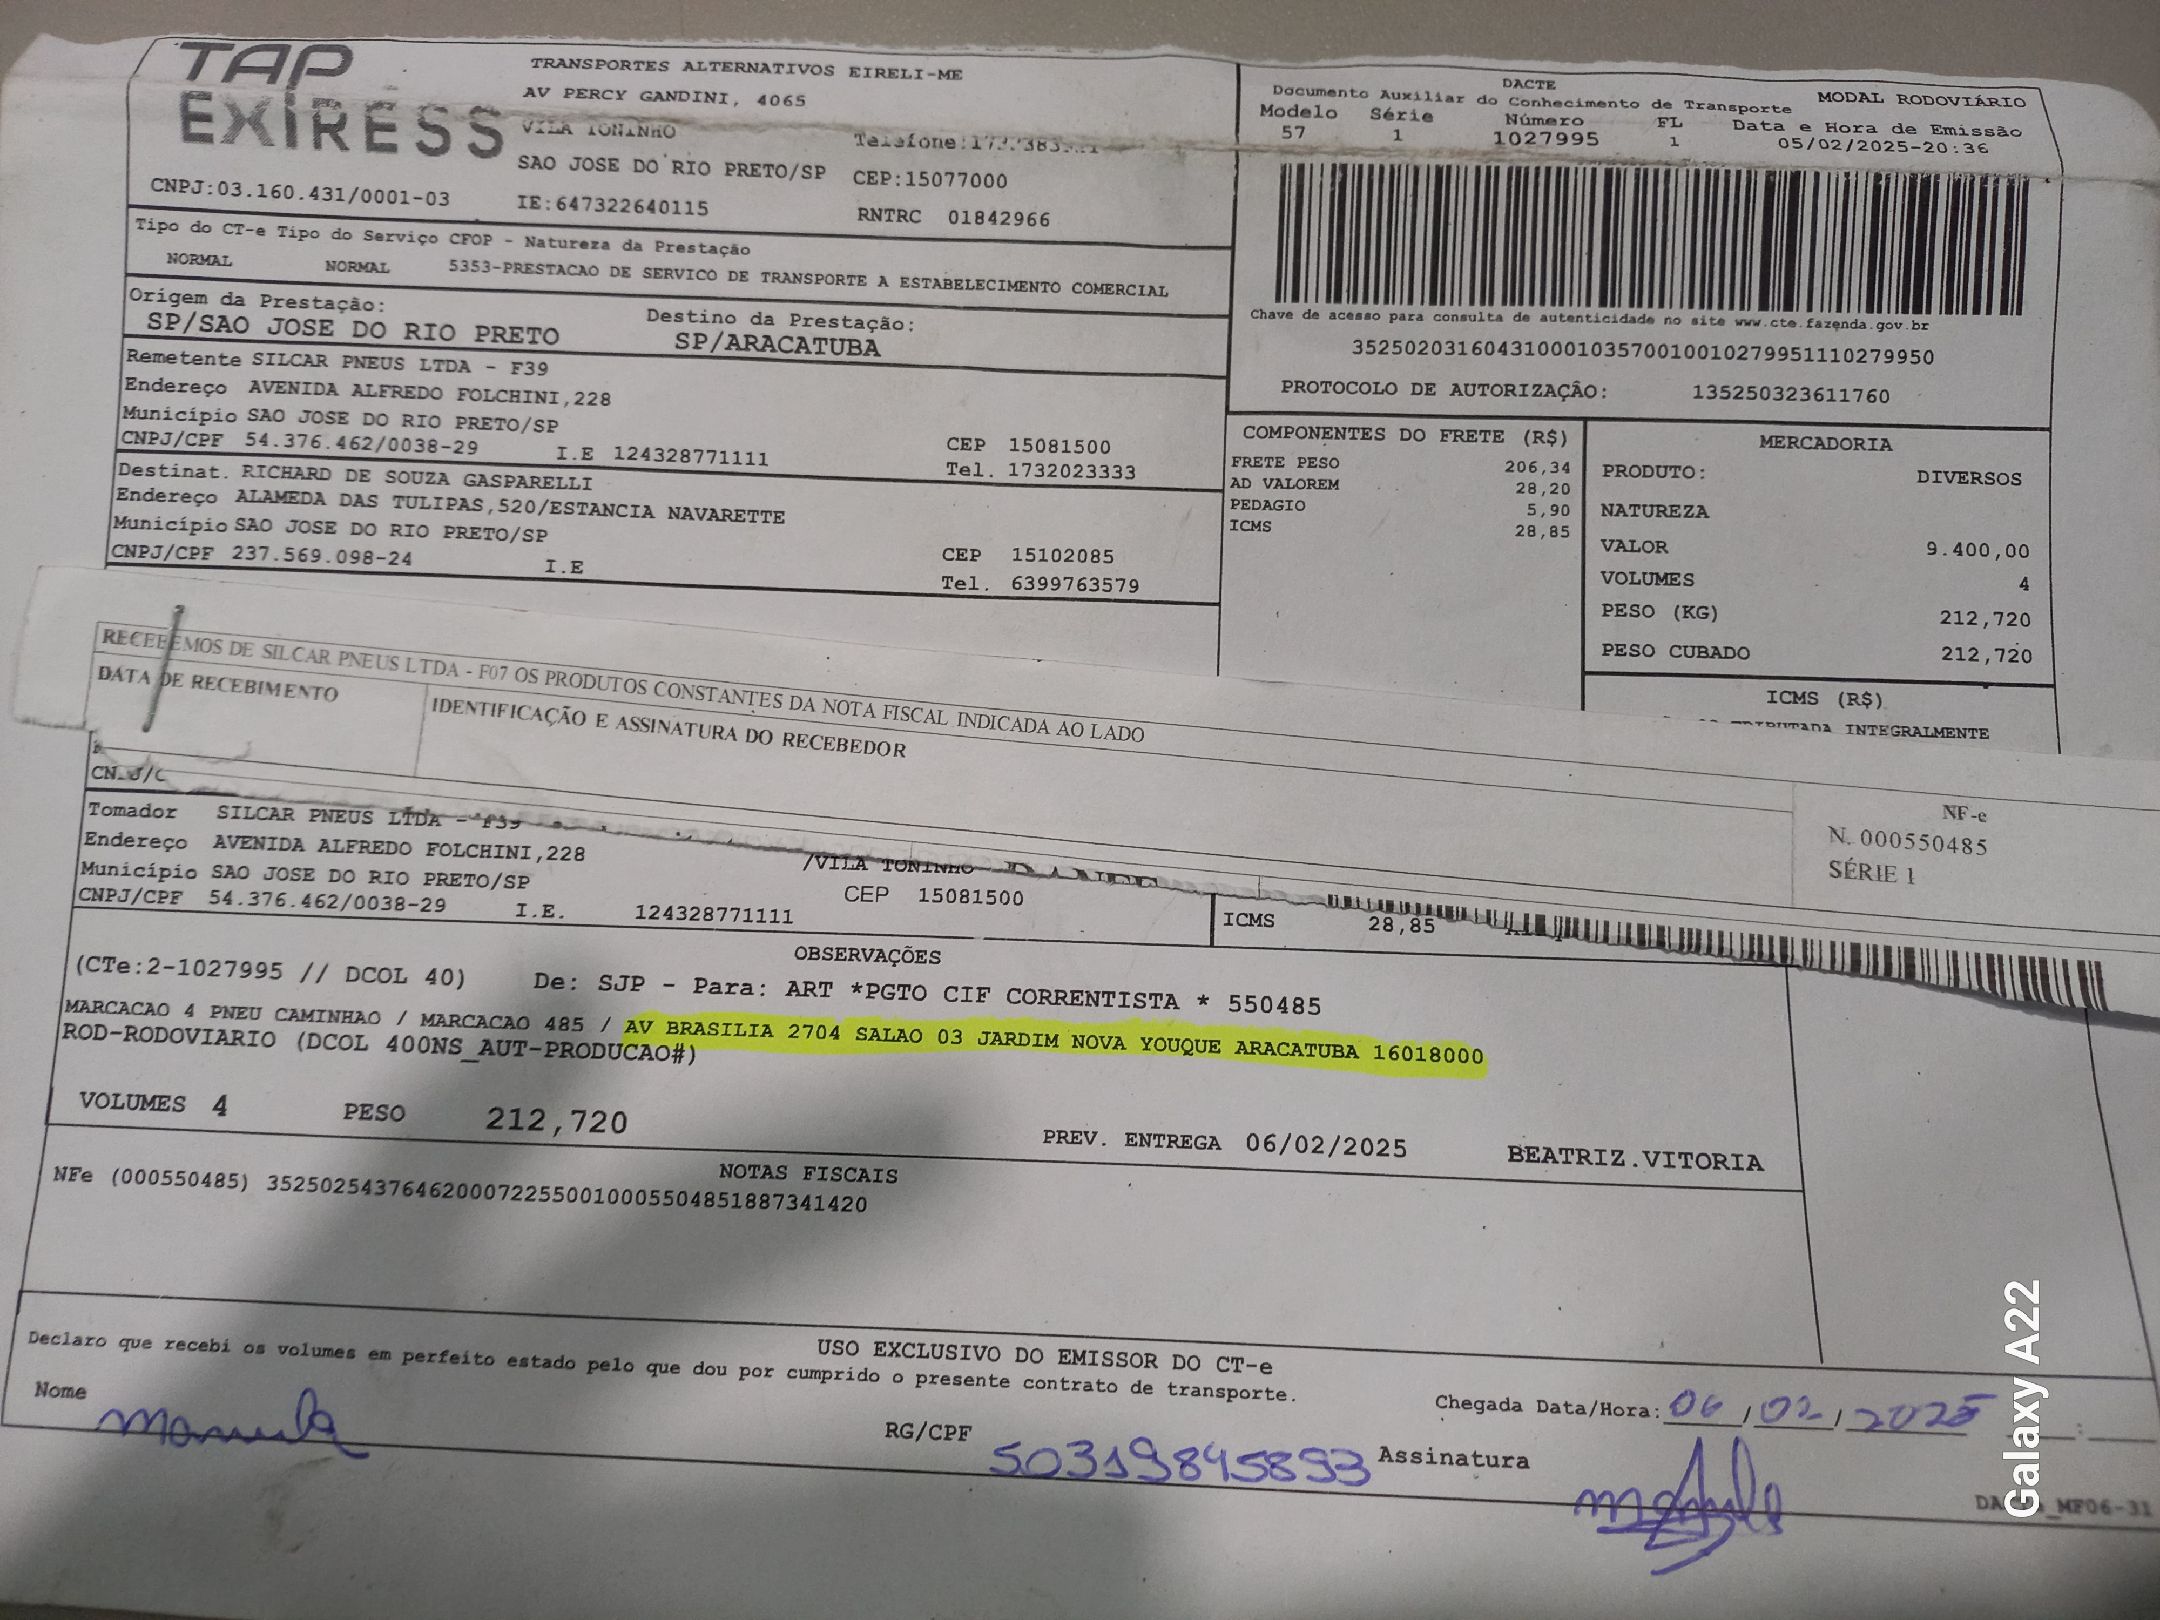 TAP
EXPRESS
TRANSPORTES ALTERNATIVOS EIRELI-ME
AV PERCY GANDINI, 4065
VILA TONINHO
SAO JOSE DO RIO PRETO/SP CEP:15077000
CNPJ:03.160.431/0001-03 IE:647322640115 RNTRC 01842966
DACTE
Documento Auxiliar do Conhecimento de Transporte MODAL RODOVIÁRIO
Modelo Série Número FL Data e Hora de Emissão
57 1 1027995 1 05/02/2025-20:36
Chave de acesso para consulta de autenticidade no site www.cte.fazenda.gov.br
35250203160431000103570010010279951110279950
PROTOCOLO DE AUTORIZAÇÃO: 135250323611760
Tipo do CT-e Tipo do Serviço CFOP - Natureza da Prestação
NORMAL NORMAL 5353-PRESTACAO DE SERVICO DE TRANSPORTE A ESTABELECIMENTO COMERCIAL
Origem da Prestação: Destino da Prestação:
SP/SAO JOSE DO RIO PRETO SP/ARACATUBA
Remetente SILCAR PNEUS LTDA - F39
Endereço AVENIDA ALFREDO FOLCHINI,228
Município SAO JOSE DO RIO PRETO/SP CEP 15081500
CNPJ/CPF 54.376.462/0038-29 I.E 124328771111 Tel. 1732023333
Destinat. RICHARD DE SOUZA GASPARELLI
Endereço ALAMEDA DAS TULIPAS,520/ESTANCIA NAVARETTE
Município SAO JOSE DO RIO PRETO/SP CEP 15102085
CNPJ/CPF 237.569.098-24 I.E Tel. 6399763579
COMPONENTES DO FRETE (R$)
FRETE PESO 206,34
AD VALOREM 28,20
PEDAGIO 5,90
ICMS 28,85
MERCADORIA
PRODUTO: DIVERSOS
NATUREZA
VALOR 9.400,00
VOLUMES 4
PESO (KG) 212,720
PESO CUBADO 212,720
ICMS (R$)
TRIBUTADA INTEGRALMENTE
RECEBEMOS DE SILCAR PNEUS LTDA - F07 OS PRODUTOS CONSTANTES DA NOTA FISCAL INDICADA AO LADO
DATA DE RECEBIMENTO IDENTIFICAÇÃO E ASSINATURA DO RECEBEDOR
NF-e
N. 000550485
SÉRIE 1
Tomador SILCAR PNEUS LTDA - F39
Endereço AVENIDA ALFREDO FOLCHINI,228 /VILA TONINHO
Município SAO JOSE DO RIO PRETO/SP CEP 15081500
CNPJ/CPF 54.376.462/0038-29 I.E. 124328771111 ICMS 28,85
OBSERVAÇÕES
(CTe:2-1027995 // DCOL 40) De: SJP - Para: ART *PGTO CIF CORRENTISTA * 550485
MARCACAO 4 PNEU CAMINHAO / MARCACAO 485 / AV BRASILIA 2704 SALAO 03 JARDIM NOVA YOUQUE ARACATUBA 16018000
ROD-RODOVIARIO (DCOL 400NS_AUT-PRODUCAO#)
VOLUMES 4 PESO 212,720 PREV. ENTREGA 06/02/2025 BEATRIZ.VITORIA
NOTAS FISCAIS
NFe (000550485) 35250254376462000722550010005504851887341420
USO EXCLUSIVO DO EMISSOR DO CT-e
Declaro que recebi os volumes em perfeito estado pelo que dou por cumprido o presente contrato de transporte.
Nome Manuela RG/CPF 50319845893 Chegada Data/Hora: 06/02/2025 :
Assinatura
Galaxy A22